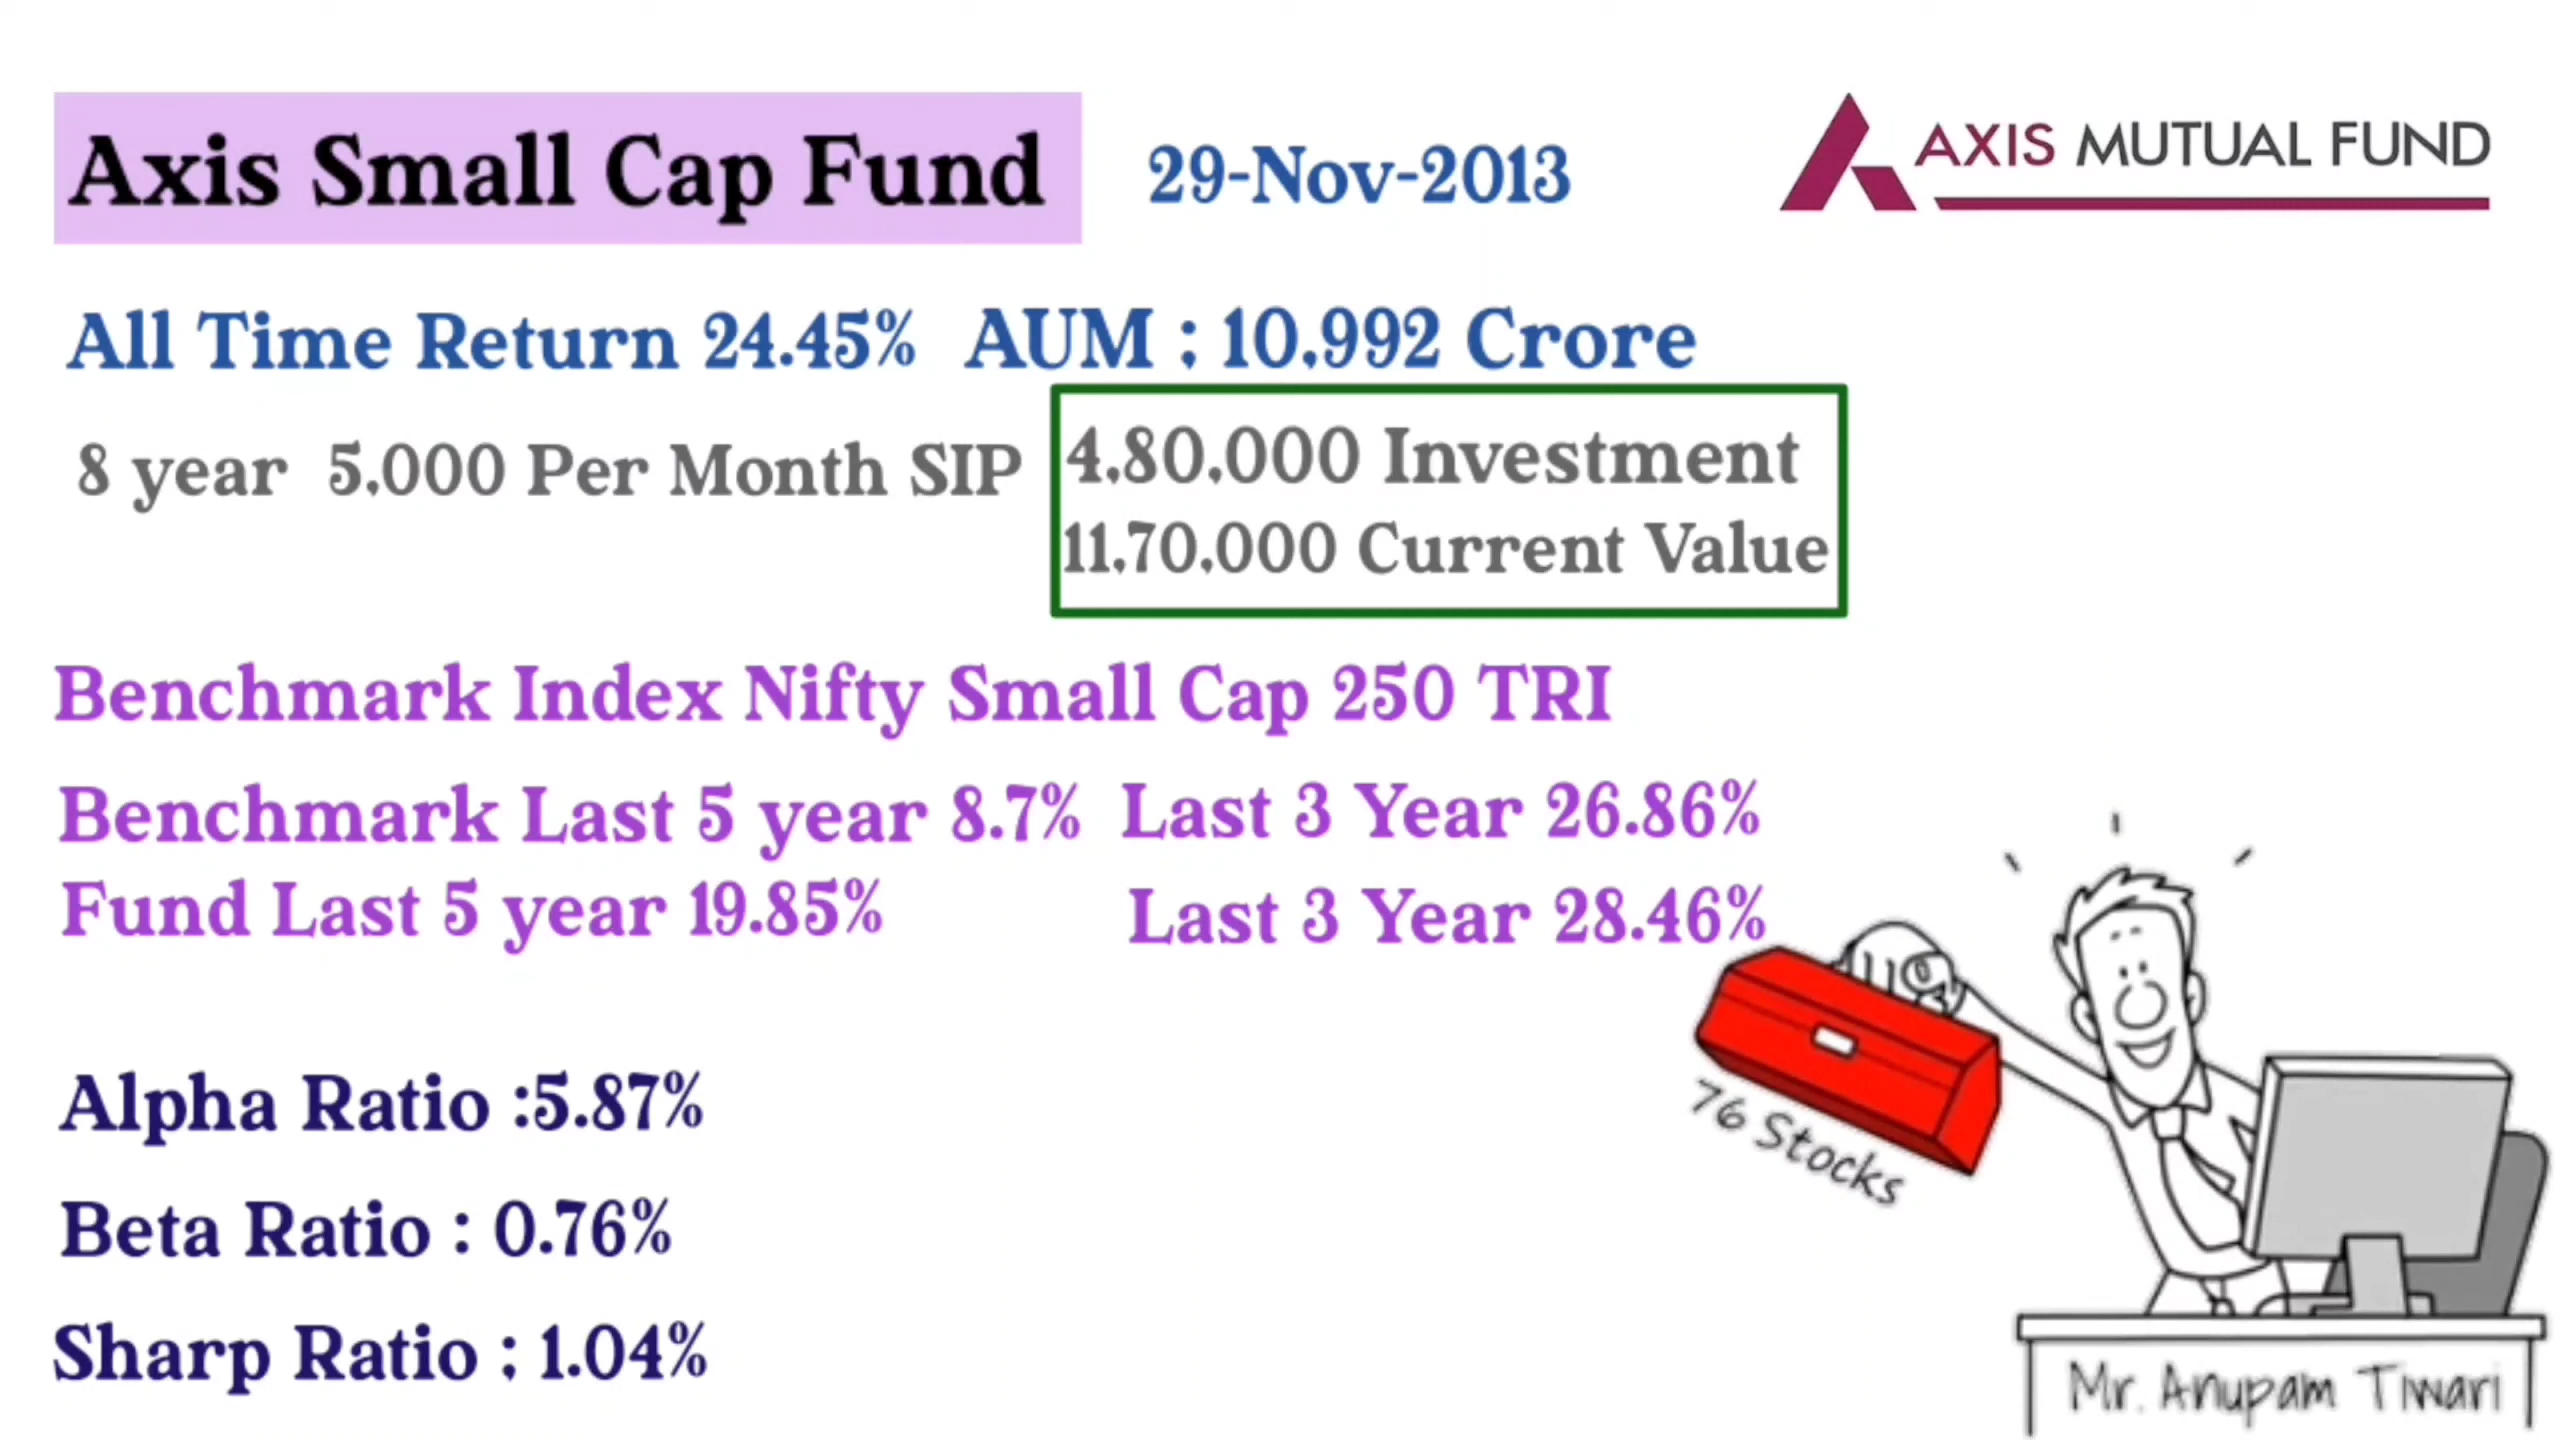 Axis Small Cap Fund 29-Nov-2013
AXIS MUTUAL FUND
All Time Return 24.45% AUM : 10,992 Crore
8 year 5,000 Per Month SIP
4,80,000 Investment
11,70,000 Current Value
Benchmark Index Nifty Small Cap 250 TRI
Benchmark Last 5 year 8.7% Last 3 Year 26.86%
Fund Last 5 year 19.85% Last 3 Year 28.46%
76 Stocks
Alpha Ratio :5.87%
Beta Ratio : 0.76%
Sharp Ratio : 1.04%
Mr. Anupam Tiwari